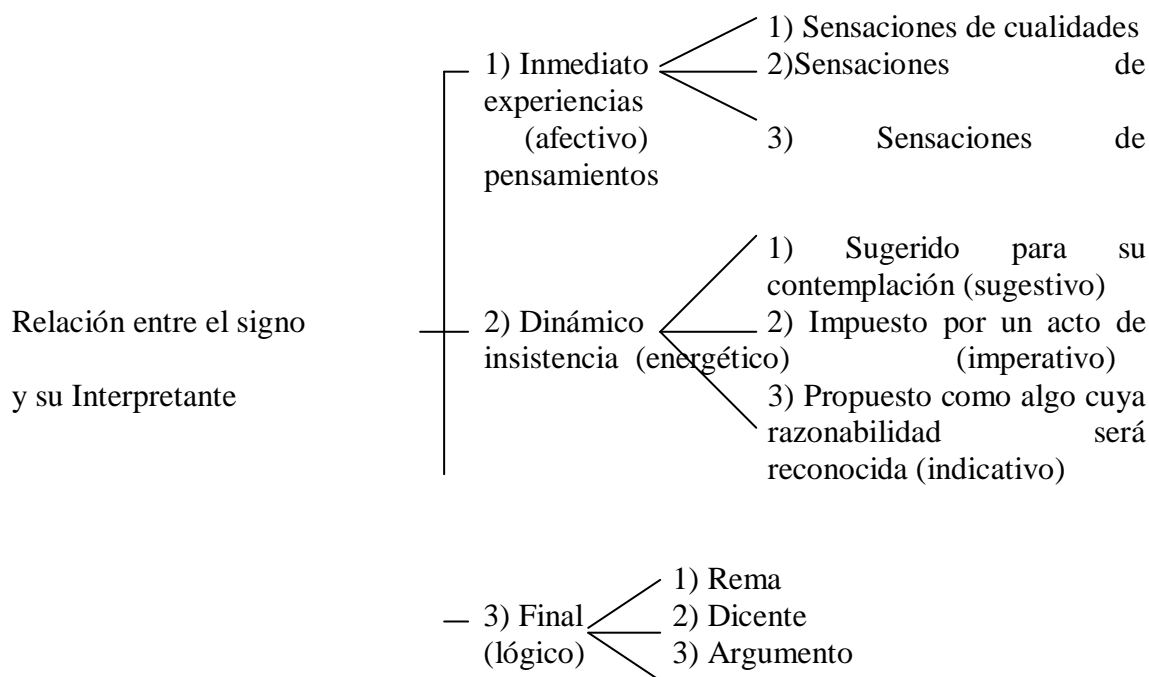 1) Sensaciones de cualidades
1) Inmediato 2)Sensaciones de
experiencias
(afectivo) 3) Sensaciones de
pensamientos
1) Sugerido para su
contemplación (sugestivo)
Relación entre el signo 2) Dinámico 2) Impuesto por un acto de
insistencia (energético) (imperativo)
y su Interpretante 3) Propuesto como algo cuya
razonabilidad será
reconocida (indicativo)
1) Rema
3) Final 2) Dicente
(lógico) 3) Argumento